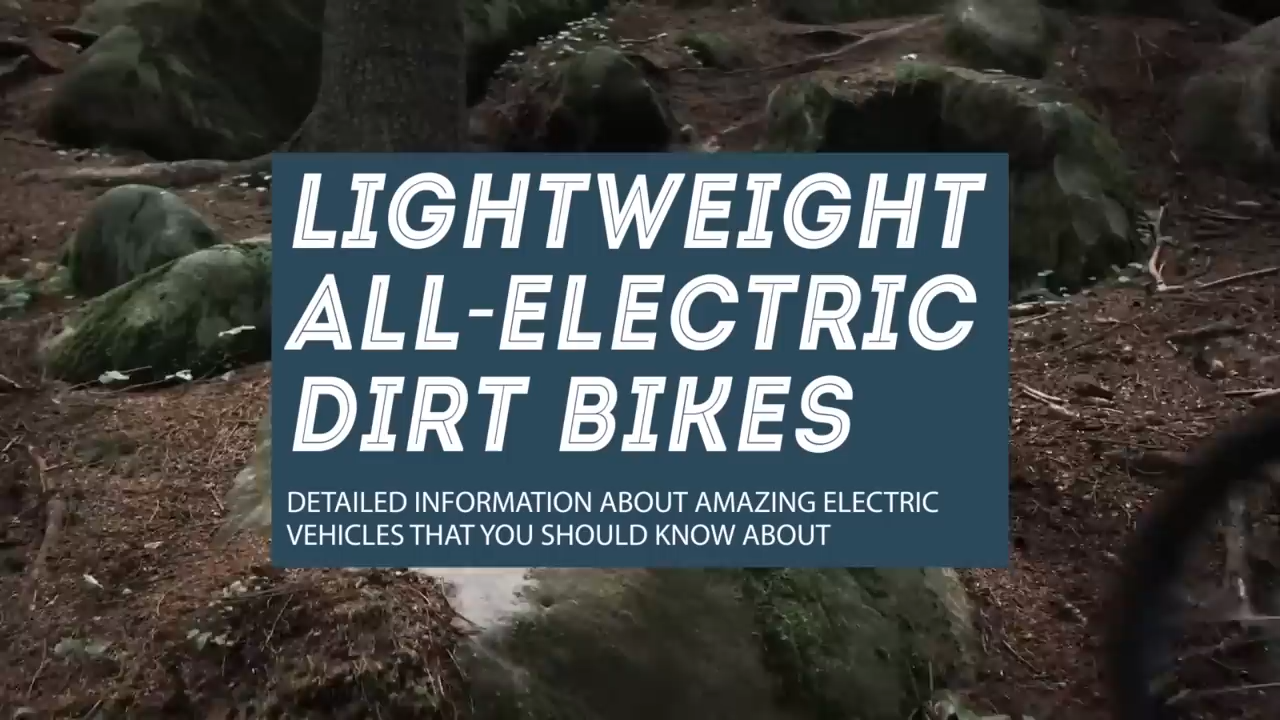 LIGHTWEIGHT
ALL-ELECTRIC
DIRT BIKES
DETAILED INFORMATION ABOUT AMAZING ELECTRIC
VEHICLES THAT YOU SHOULD KNOW ABOUT